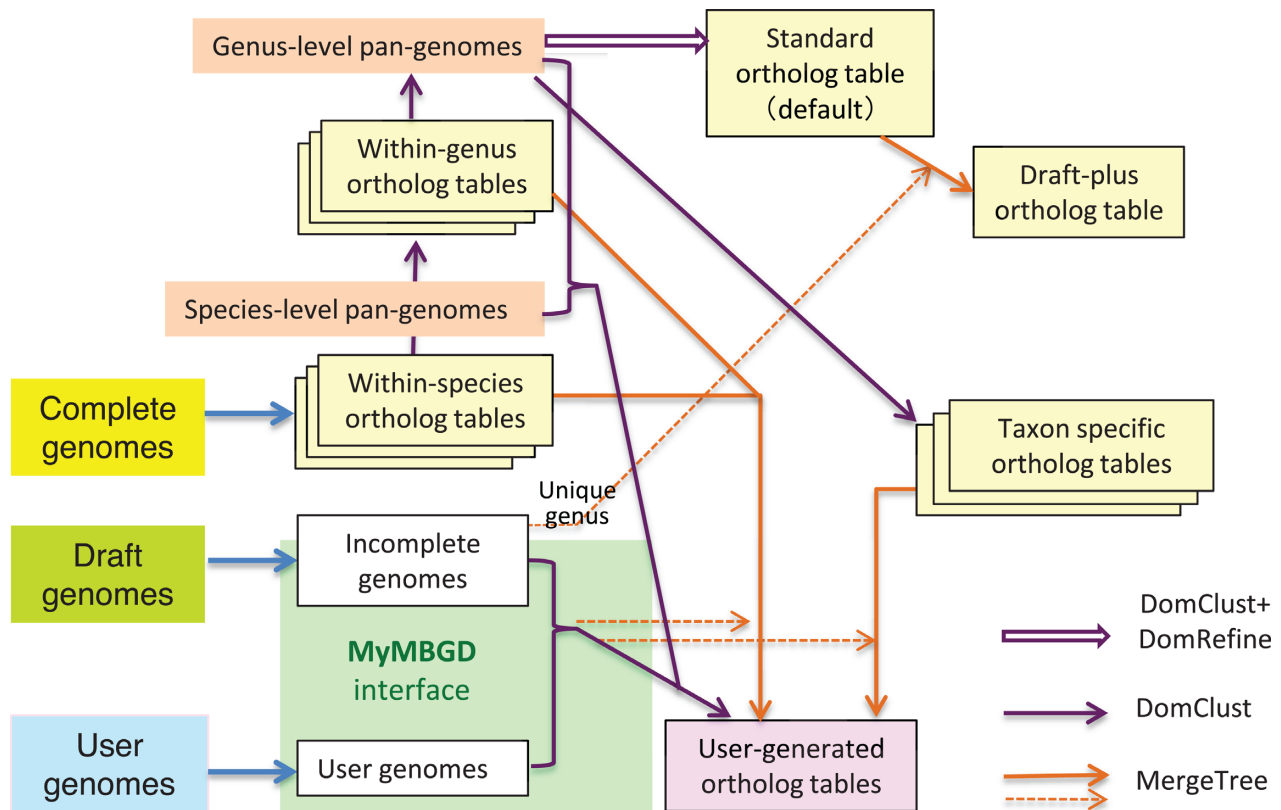 Genus-level pan-genomes
Standard
ortholog table
（default）
Within-genus
ortholog tables
Draft-plus
ortholog table
Species-level pan-genomes
Within-species
ortholog tables
Complete
genomes
Taxon specific
ortholog tables
Unique
genus
Draft
genomes
Incomplete
genomes
MyMBGD
interface
DomClust+
DomRefine
DomClust
User
genomes
User genomes
User-generated
ortholog tables
MergeTree